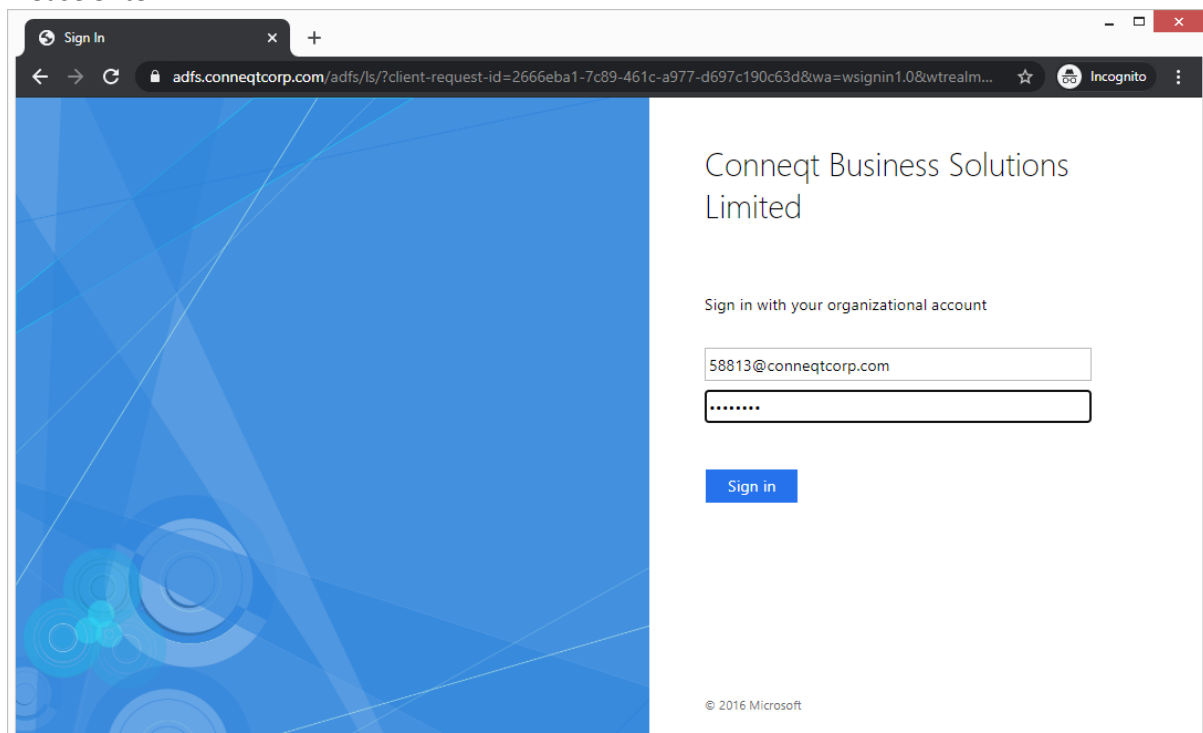 Sign In
adfs.conneqtcorp.com/adfs/ls/?client-request-id=2666eba1-7c89-461c-a977-d697c190c63d&wa=wsignin1.0&wtrealm...
Incognito
Conneqt Business Solutions
Limited
Sign in with your organizational account
58813@conneqtcorp.com
••••••••
Sign in
© 2016 Microsoft